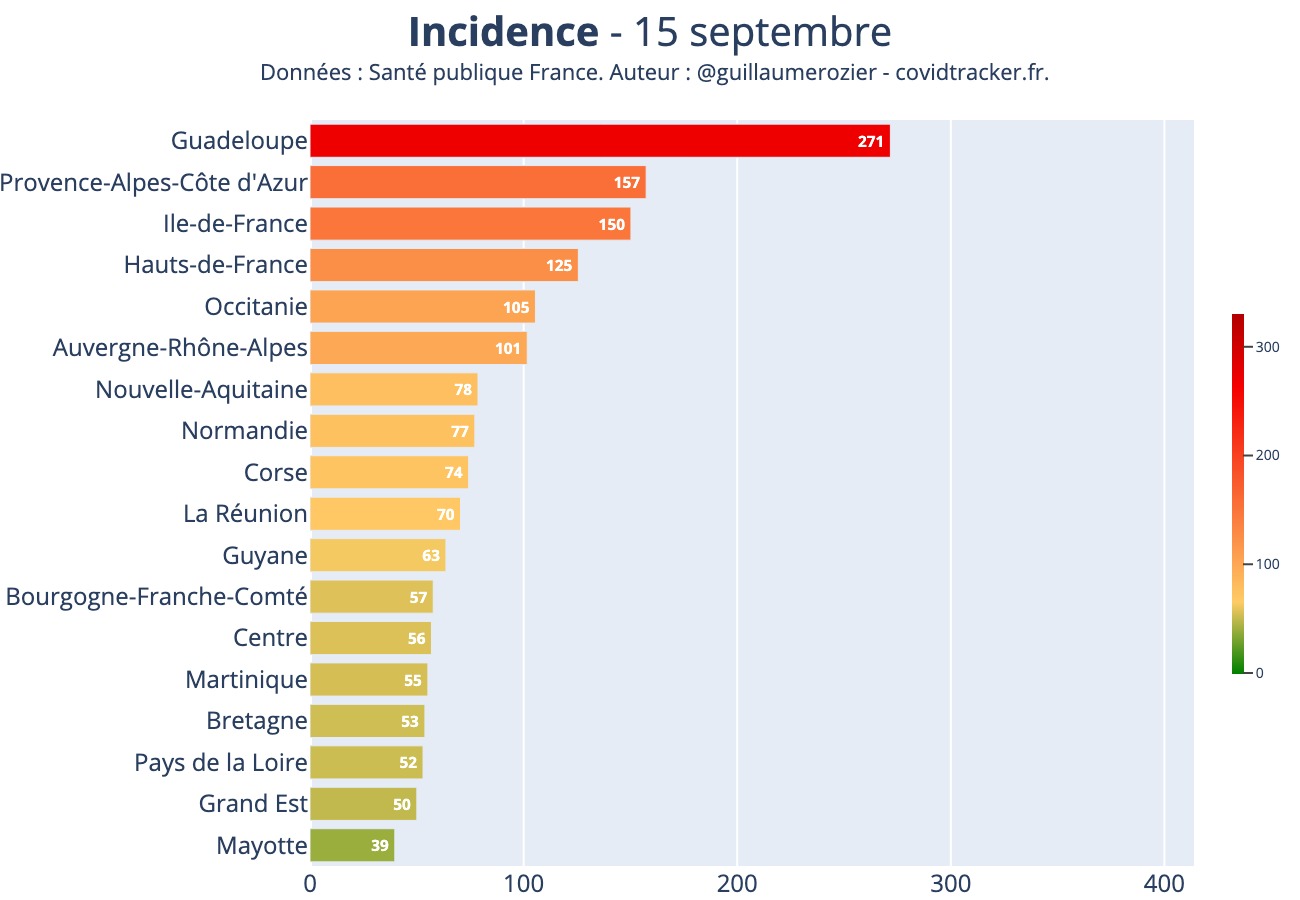 Incidence - 15 septembre
Données : Santé publique France. Auteur : @guillaumerozier - covidtracker.fr.
Guadeloupe 271
Provence-Alpes-Côte d'Azur 157
Ile-de-France 150
Hauts-de-France 125
Occitanie 105
Auvergne-Rhône-Alpes 101
Nouvelle-Aquitaine 78
Normandie 77
Corse 74
La Réunion 70
Guyane 63
Bourgogne-Franche-Comté 57
Centre 56
Martinique 55
Bretagne 53
Pays de la Loire 52
Grand Est 50
Mayotte 39
0 100 200 300 400
300
200
100
0